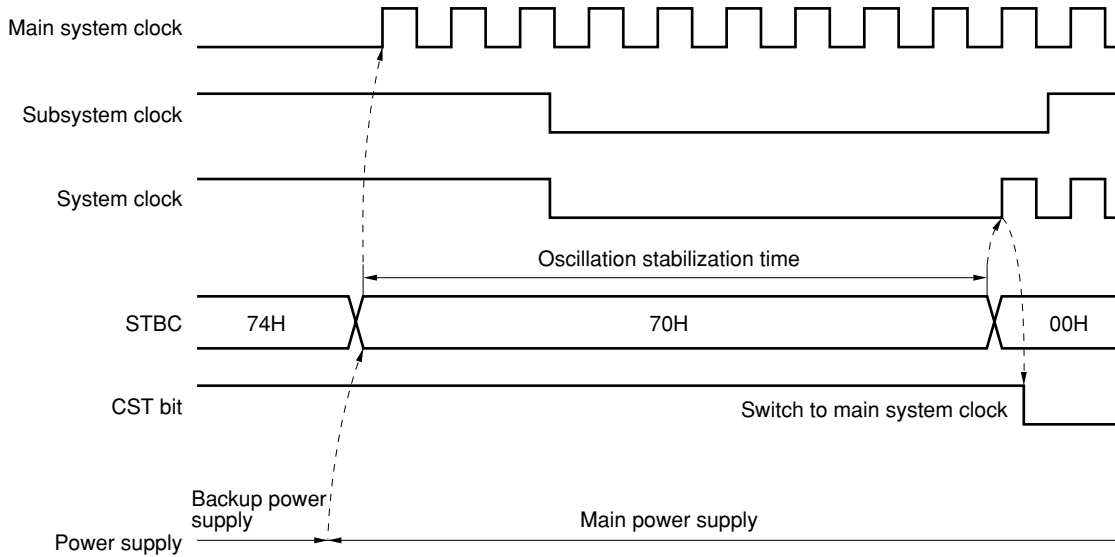 Main system clock
Subsystem clock
System clock
Oscillation stabilization time
STBC
74H
70H
00H
CST bit
Switch to main system clock
Backup power
supply
Main power supply
Power supply